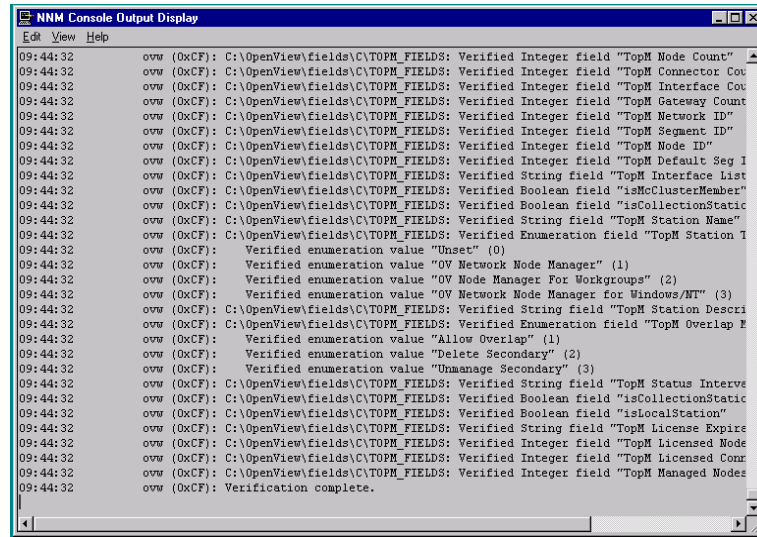 NNM Console Output Display
Edit View Help
09:44:32 ovw (0xCF): C:\OpenView\fields\C\TOPM_FIELDS: Verified Integer field "TopM Node Count"
09:44:32 ovw (0xCF): C:\OpenView\fields\C\TOPM_FIELDS: Verified Integer field "TopM Connector Cou
09:44:32 ovw (0xCF): C:\OpenView\fields\C\TOPM_FIELDS: Verified Integer field "TopM Interface Cou
09:44:32 ovw (0xCF): C:\OpenView\fields\C\TOPM_FIELDS: Verified Integer field "TopM Gateway Count
09:44:32 ovw (0xCF): C:\OpenView\fields\C\TOPM_FIELDS: Verified Integer field "TopM Network ID"
09:44:32 ovw (0xCF): C:\OpenView\fields\C\TOPM_FIELDS: Verified Integer field "TopM Segment ID"
09:44:32 ovw (0xCF): C:\OpenView\fields\C\TOPM_FIELDS: Verified Integer field "TopM Node ID"
09:44:32 ovw (0xCF): C:\OpenView\fields\C\TOPM_FIELDS: Verified Integer field "TopM Default Seg I
09:44:32 ovw (0xCF): C:\OpenView\fields\C\TOPM_FIELDS: Verified String field "TopM Interface List
09:44:32 ovw (0xCF): C:\OpenView\fields\C\TOPM_FIELDS: Verified Boolean field "isMcClusterMember"
09:44:32 ovw (0xCF): C:\OpenView\fields\C\TOPM_FIELDS: Verified Boolean field "isCollectionStatio
09:44:32 ovw (0xCF): C:\OpenView\fields\C\TOPM_FIELDS: Verified String field "TopM Station Name"
09:44:32 ovw (0xCF): C:\OpenView\fields\C\TOPM_FIELDS: Verified Enumeration field "TopM Station T
09:44:32 ovw (0xCF): Verified enumeration value "Unset" (0)
09:44:32 ovw (0xCF): Verified enumeration value "OV Network Node Manager" (1)
09:44:32 ovw (0xCF): Verified enumeration value "OV Node Manager For Workgroups" (2)
09:44:32 ovw (0xCF): Verified enumeration value "OV Network Node Manager for Windows/NT" (3)
09:44:32 ovw (0xCF): C:\OpenView\fields\C\TOPM_FIELDS: Verified String field "TopM Station Descri
09:44:32 ovw (0xCF): C:\OpenView\fields\C\TOPM_FIELDS: Verified Enumeration field "TopM Overlap M
09:44:32 ovw (0xCF): Verified enumeration value "Allow Overlap" (1)
09:44:32 ovw (0xCF): Verified enumeration value "Delete Secondary" (2)
09:44:32 ovw (0xCF): Verified enumeration value "Unmanage Secondary" (3)
09:44:32 ovw (0xCF): C:\OpenView\fields\C\TOPM_FIELDS: Verified String field "TopM Status Interva
09:44:32 ovw (0xCF): C:\OpenView\fields\C\TOPM_FIELDS: Verified Boolean field "isCollectionStatio
09:44:32 ovw (0xCF): C:\OpenView\fields\C\TOPM_FIELDS: Verified Boolean field "isLocalStation"
09:44:32 ovw (0xCF): C:\OpenView\fields\C\TOPM_FIELDS: Verified String field "TopM License Expira
09:44:32 ovw (0xCF): C:\OpenView\fields\C\TOPM_FIELDS: Verified Integer field "TopM Licensed Node
09:44:32 ovw (0xCF): C:\OpenView\fields\C\TOPM_FIELDS: Verified Integer field "TopM Licensed Conn
09:44:32 ovw (0xCF): C:\OpenView\fields\C\TOPM_FIELDS: Verified Integer field "TopM Managed Nodes
09:44:32 ovw (0xCF): Verification complete.